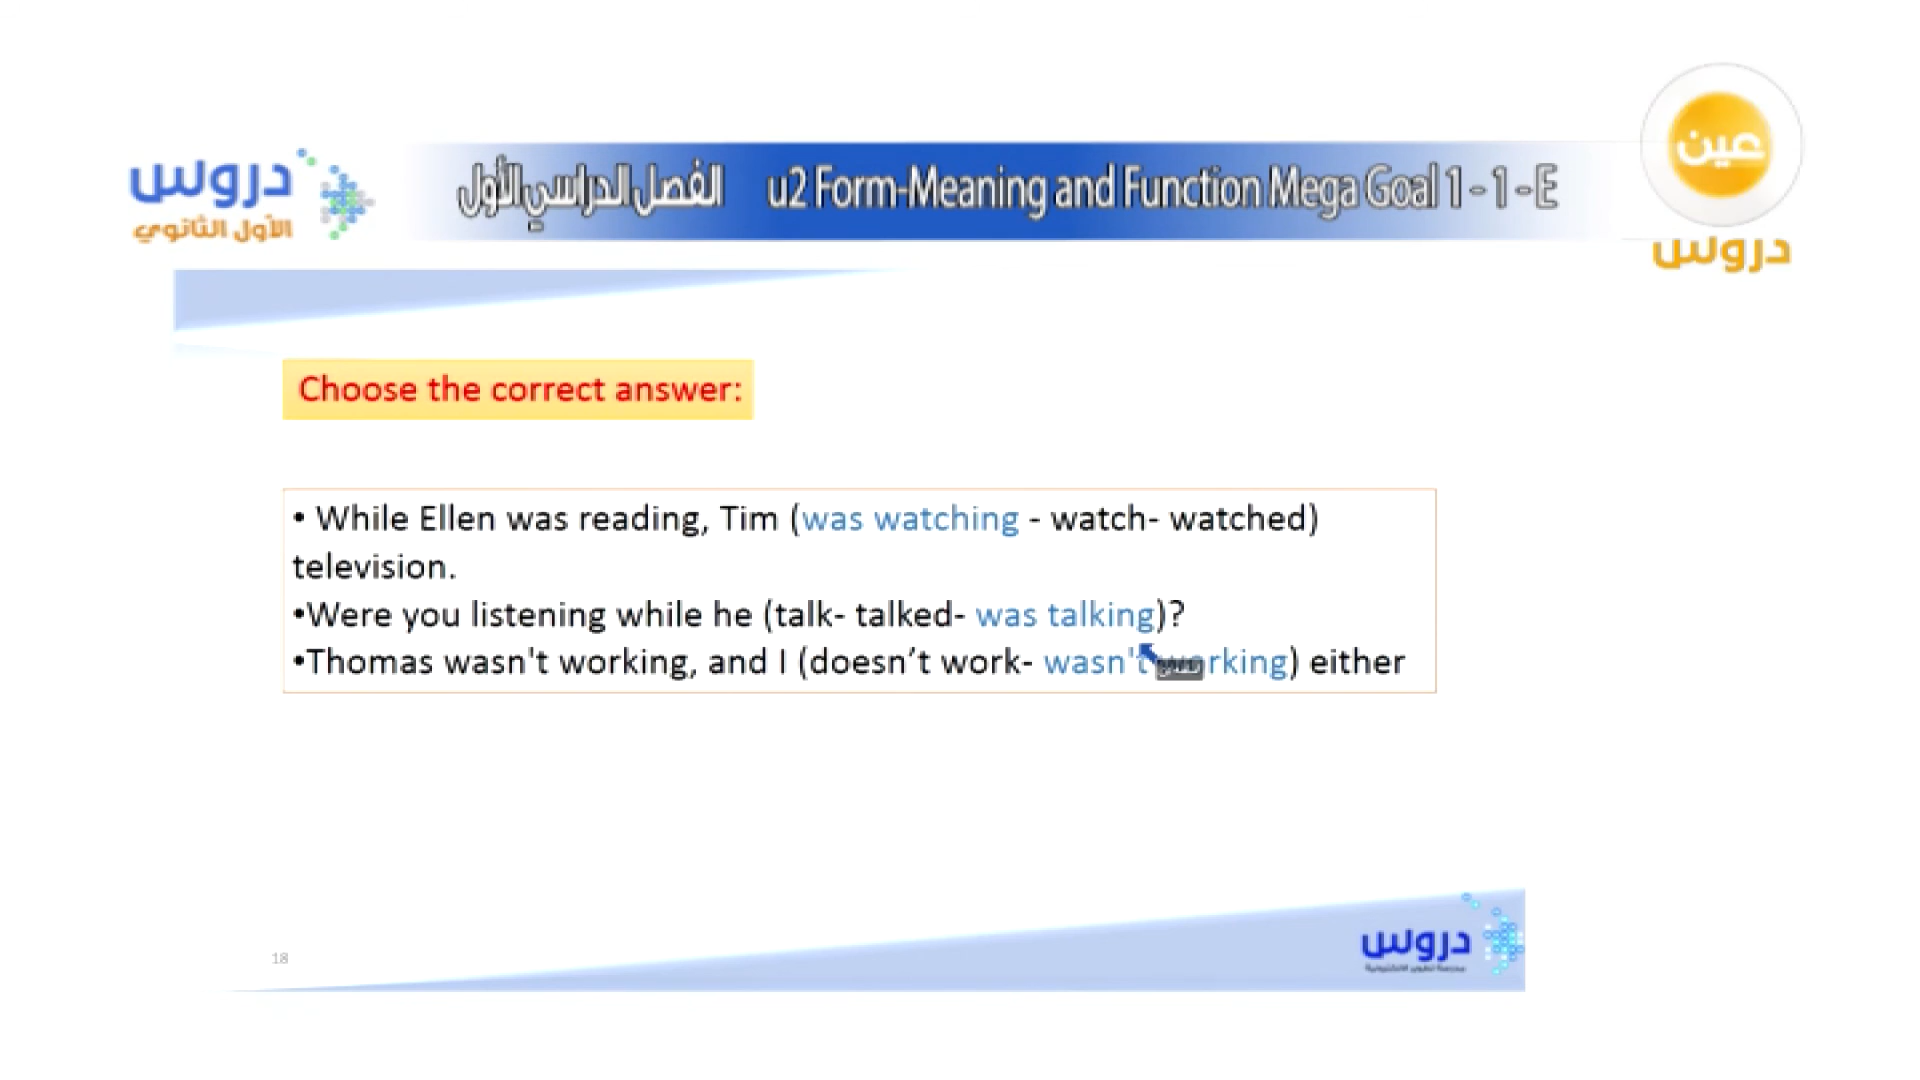 عين
دروس
دروس
الأول الثانوي
u2 Form-Meaning and Function Mega Goal 1 - 1 - E الفصل الدراسي الأول
Choose the correct answer:
• While Ellen was reading, Tim (was watching - watch- watched)
television.
•Were you listening while he (talk- talked- was talking)?
•Thomas wasn't working, and I (doesn’t work- wasn't working) either
18
دروس